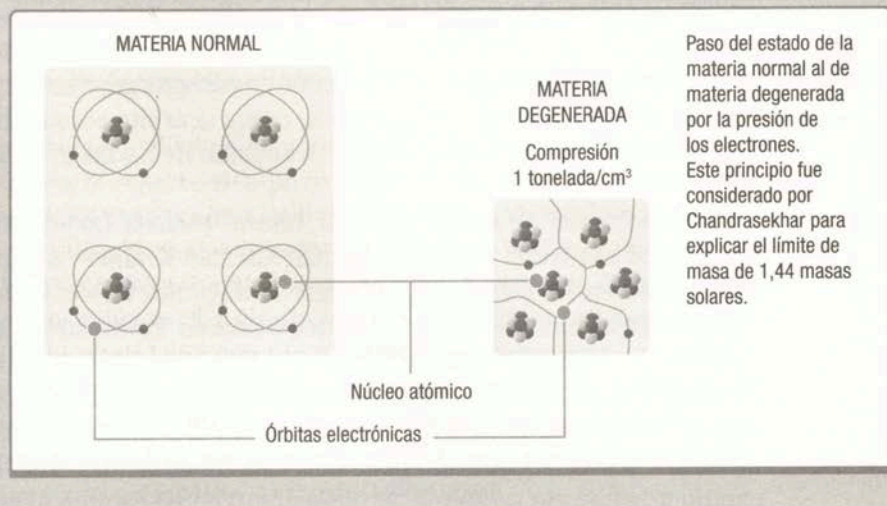 MATERIA NORMAL
MATERIA
DEGENERADA
Compresión
1 tonelada/cm³
Paso del estado de la
materia normal al de
materia degenerada
por la presión de
los electrones.
Este principio fue
considerado por
Chandrasekhar para
explicar el límite de
masa de 1,44 masas
solares.
Núcleo atómico
Órbitas electrónicas